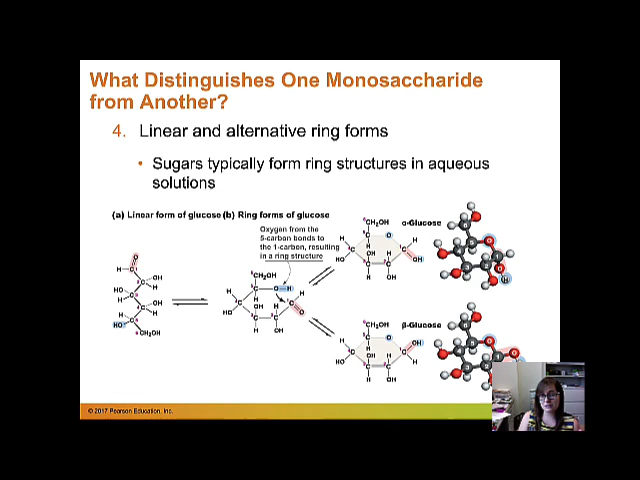 What Distinguishes One Monosaccharide
from Another?
4. Linear and alternative ring forms
• Sugars typically form ring structures in aqueous
solutions
(a) Linear form of glucose (b) Ring forms of glucose
Oxygen from the
5-carbon bonds to
the 1-carbon, resulting
in a ring structure
α-Glucose
CH₂OH
β-Glucose
CH₂OH
CH₂OH
CH₂OH
© 2017 Pearson Education, Inc.